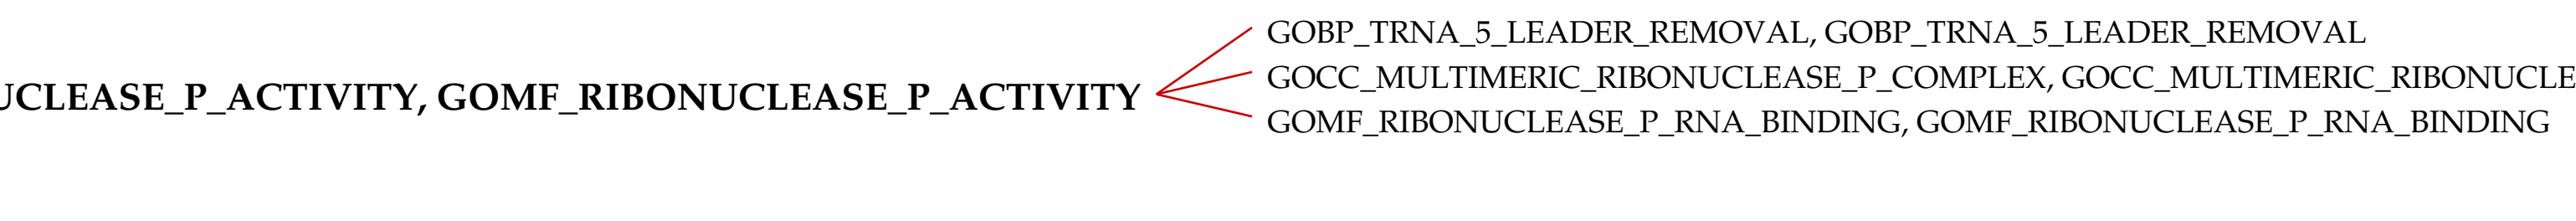 UCLEASE_P_ACTIVITY, GOMF_RIBONUCLEASE_P_ACTIVITY
GOBP_TRNA_5_LEADER_REMOVAL, GOBP_TRNA_5_LEADER_REMOVAL
GOCC_MULTIMERIC_RIBONUCLEASE_P_COMPLEX, GOCC_MULTIMERIC_RIBONUCLE
GOMF_RIBONUCLEASE_P_RNA_BINDING, GOMF_RIBONUCLEASE_P_RNA_BINDING